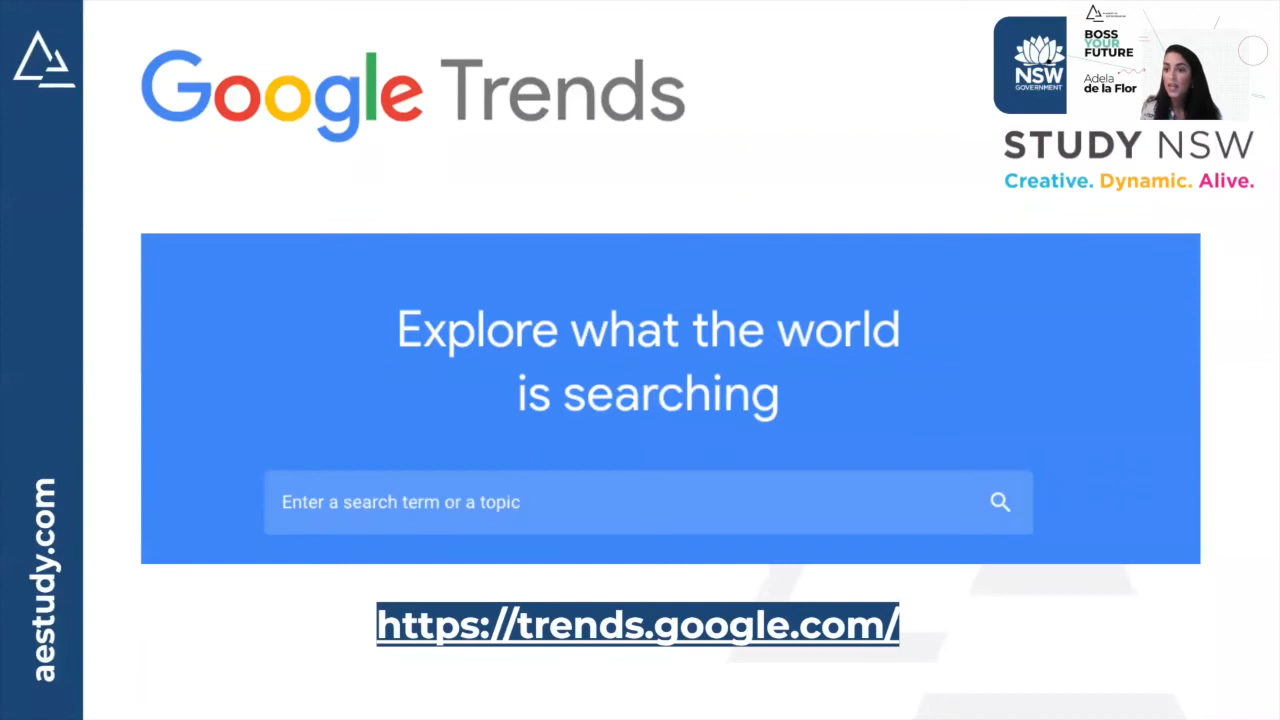 Google Trends
NSW
GOVERNMENT
BOSS
YOUR
FUTURE
Adela
de la Flor
STUDY NSW
Creative. Dynamic. Alive.
Explore what the world
is searching
Enter a search term or a topic
https://trends.google.com/
aestudy.com